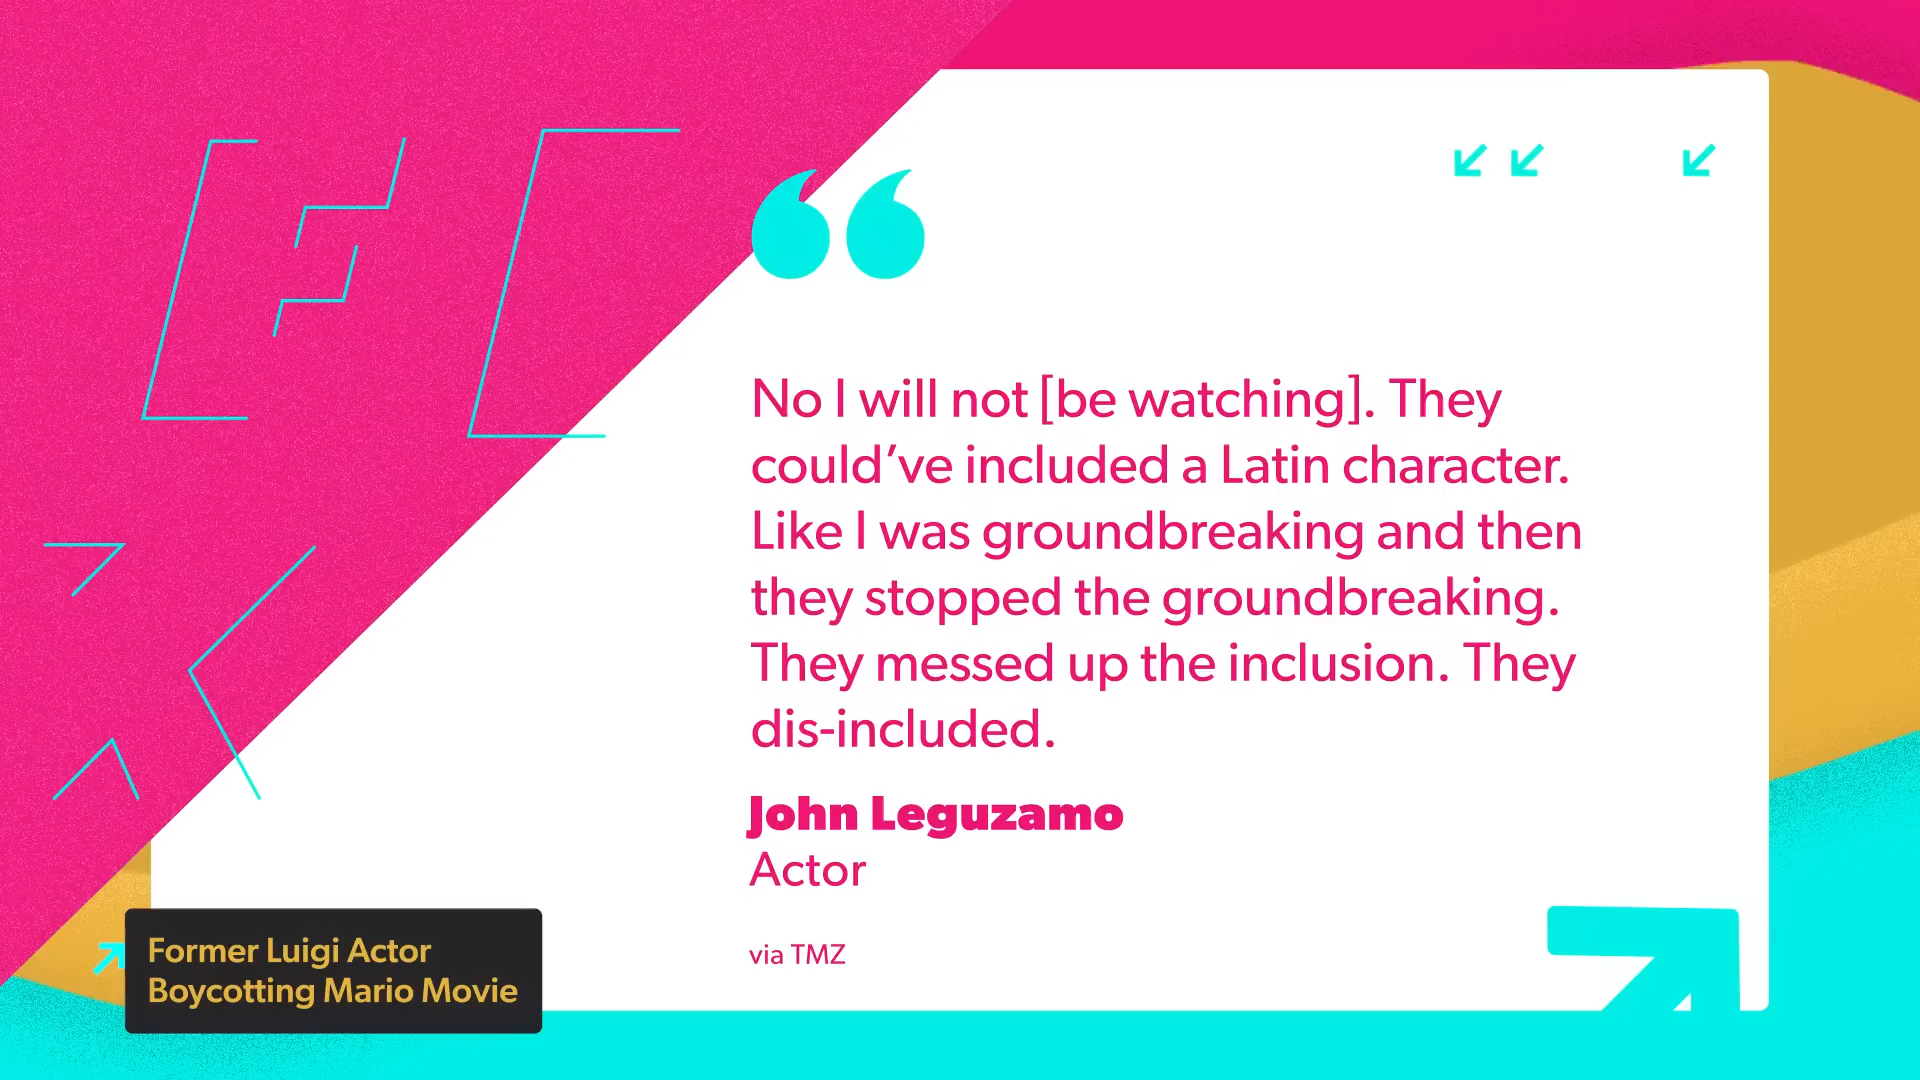 No I will not [be watching]. They
could’ve included a Latin character.
Like I was groundbreaking and then
they stopped the groundbreaking.
They messed up the inclusion. They
dis-included.
John Leguzamo
Actor
via TMZ
Former Luigi Actor
Boycotting Mario Movie